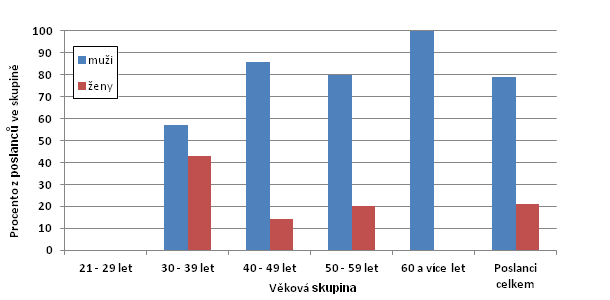 100
90
80
70
60
50
40
30
20
10
0
muži
ženy
Procento z poslanců ve skupině
21 - 29 let
30 - 39 let
40 - 49 let
50 - 59 let
60 a více let
Poslanci celkem
Věková skupina